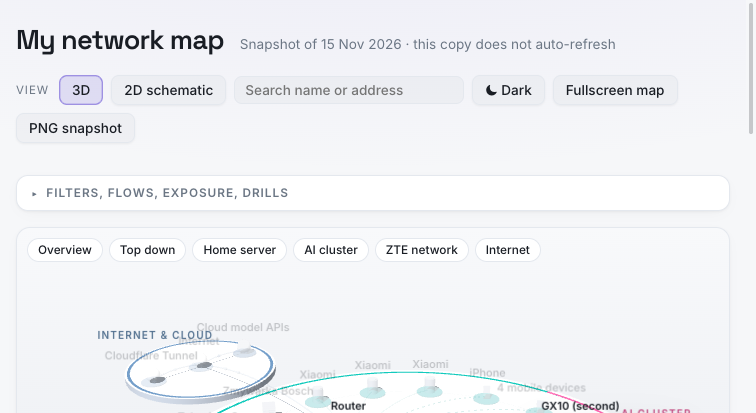 My network map
Snapshot of 15 Nov 2026 · this copy does not auto-refresh
VIEW
3D
2D schematic
Search name or address
Dark
Fullscreen map
PNG snapshot
▸ FILTERS, FLOWS, EXPOSURE, DRILLS
Overview
Top down
Home server
AI cluster
ZTE network
Internet
Cloud model APIs
INTERNET & CLOUD
Internet
Cloudflare Tunnel
Xiaomi
Xiaomi
Xiaomi
iPhone
4 mobile devices
Bosch
Router
GX10 (second)
AI CLUSTER